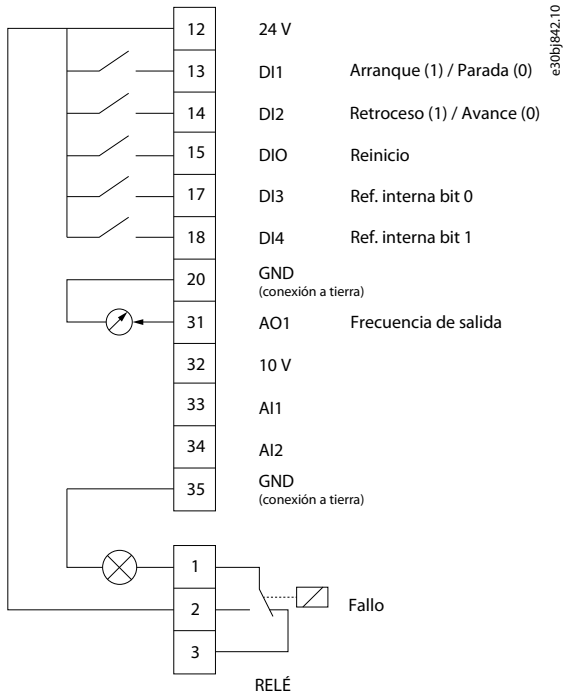 e30bj842.10
12 24 V
13 DI1 Arranque (1) / Parada (0)
14 DI2 Retroceso (1) / Avance (0)
15 DIO Reinicio
17 DI3 Ref. interna bit 0
18 DI4 Ref. interna bit 1
20 GND
(conexión a tierra)
31 AO1 Frecuencia de salida
32 10 V
33 AI1
34 AI2
35 GND
(conexión a tierra)
1
2 Fallo
3
RELÉ